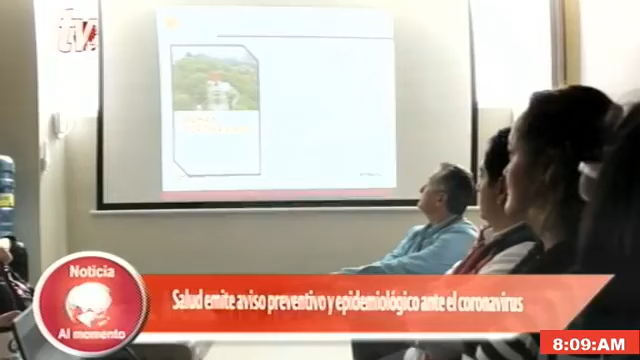 tv
Noticia
Al momento
Salud emite aviso preventivo y epidemiológico ante el coronavirus
8:09:AM